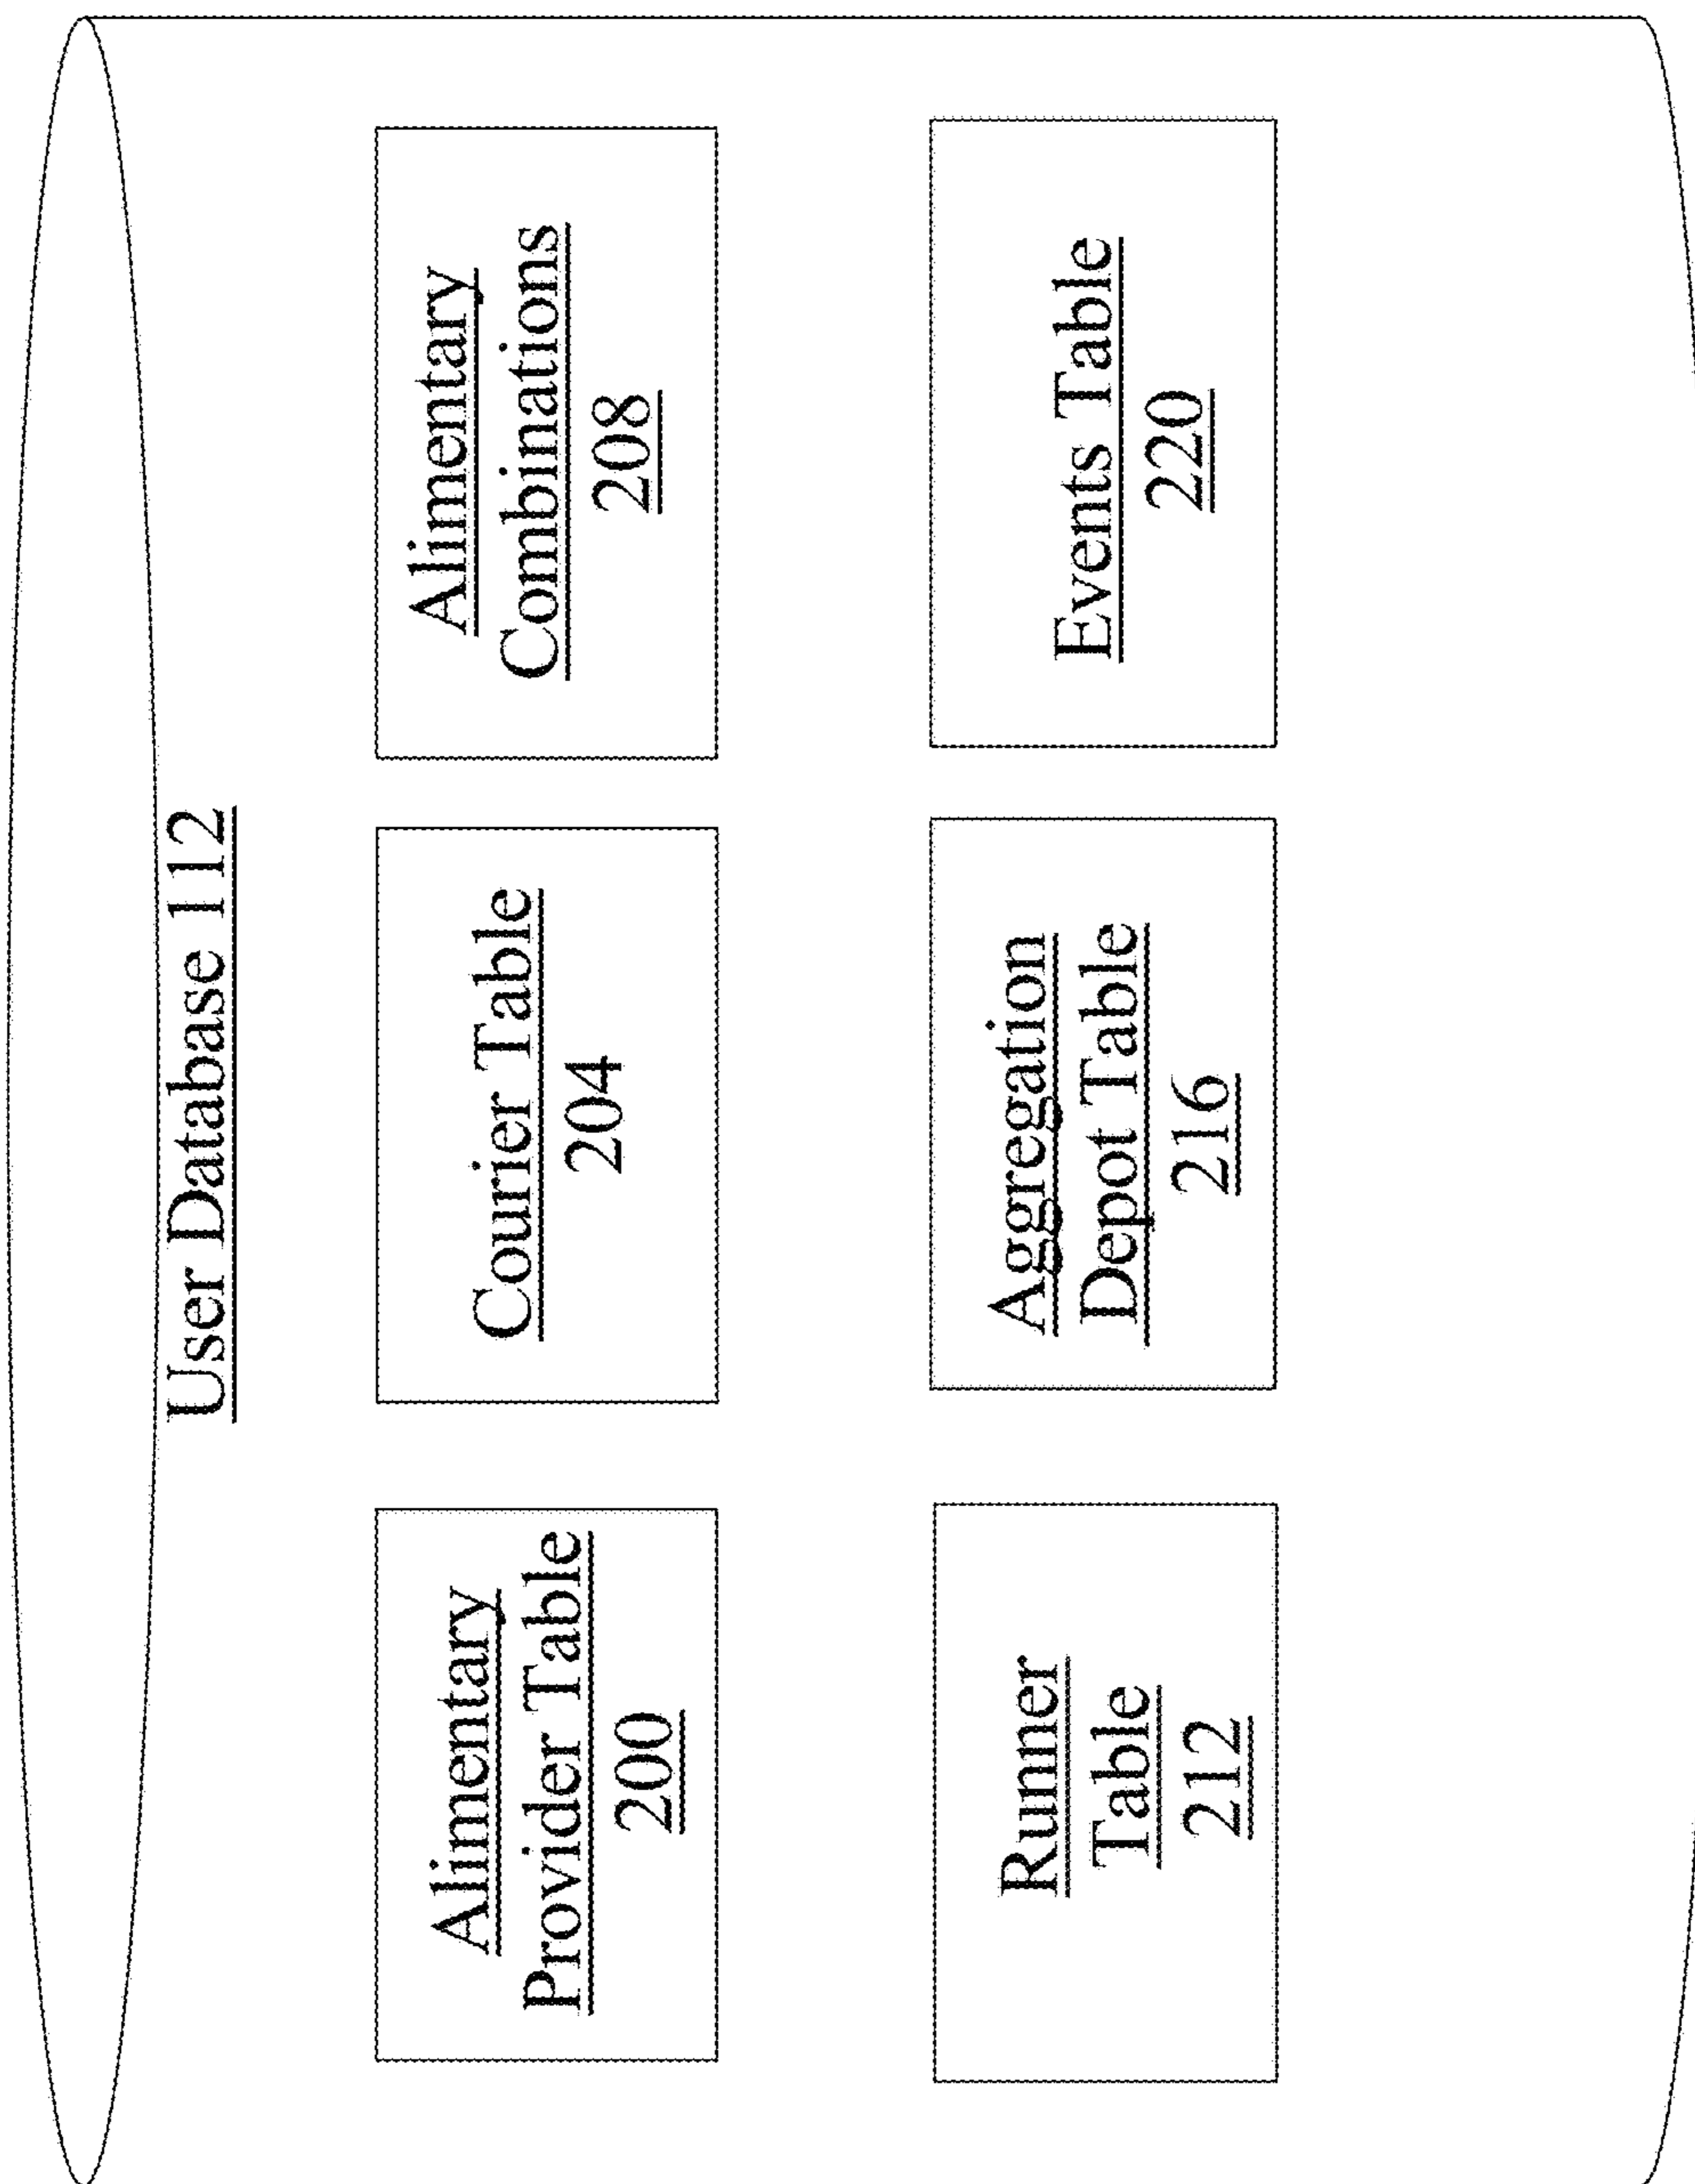 User Database 112
Alimentary
Provider Table
200
Courier Table
204
Alimentary
Combinations
208
Runner
Table
212
Aggregation
Depot Table
216
Events Table
220